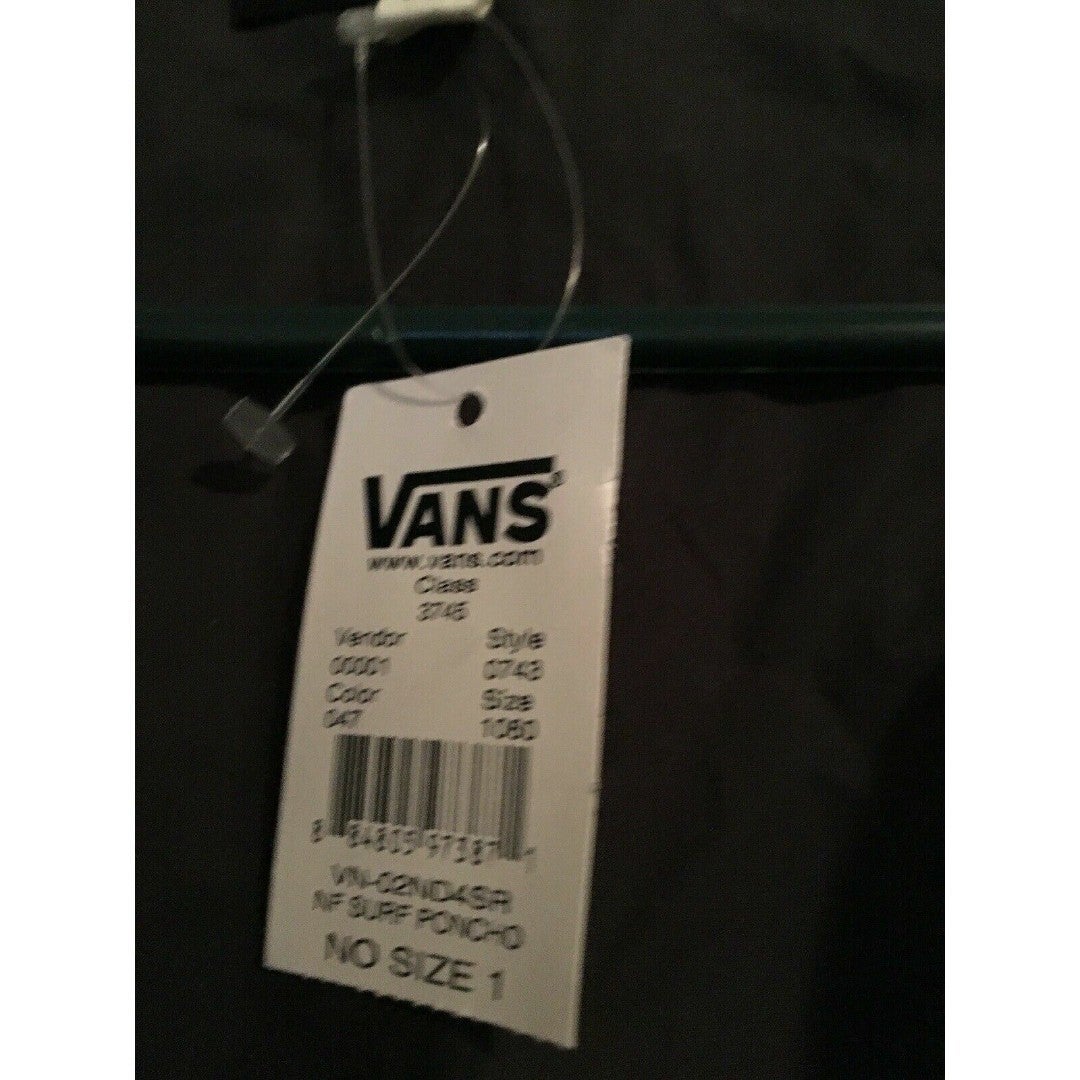 VANS
www.vans.com
Class
3745
Vendor Style
00001 0743
Color Size
047 1060
VN-02ND4SR
NF SURF PONCHO
NO SIZE 1